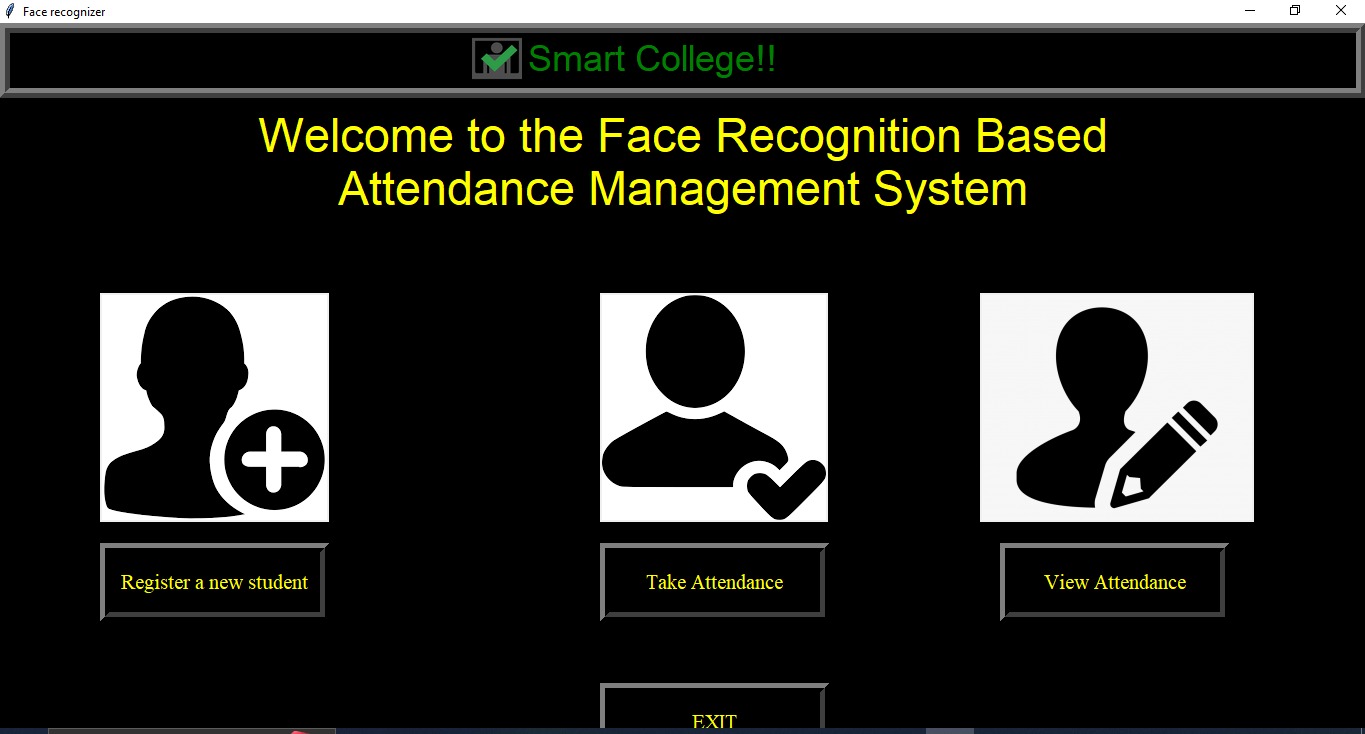 Face recognizer
Smart College!!
Welcome to the Face Recognition Based
Attendance Management System
Register a new student
Take Attendance
View Attendance
EXIT